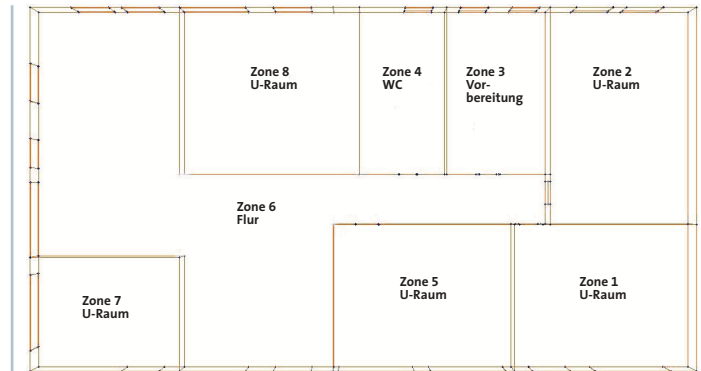 Zone 8
U-Raum
Zone 4
WC
Zone 3
Vor-
bereitung
Zone 2
U-Raum
Zone 6
Flur
Zone 7
U-Raum
Zone 5
U-Raum
Zone 1
U-Raum